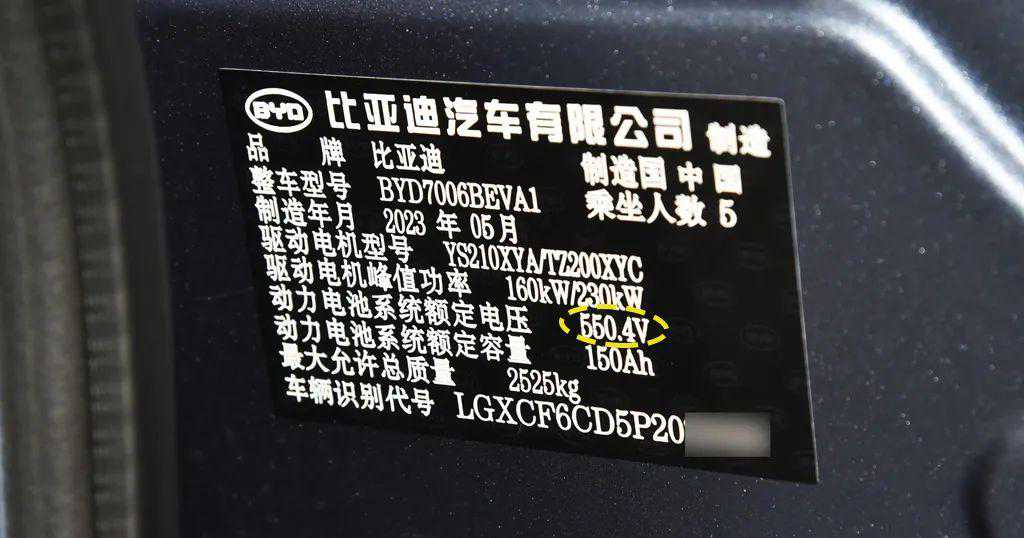 BYD 比亚迪汽车有限公司 制造
品 牌 比亚迪 制造国 中国
整车型号 BYD7006BEVA1 乘坐人数 5
制造年月 2023 年 05 月
驱动电机型号 YS210XYA/TZ200XYC
驱动电机峰值功率 160kW/230kW
动力电池系统额定电压 550.4V
动力电池系统额定容量 150Ah
最大允许总质量 2525kg
车辆识别代号 LGXCF6CD5P20